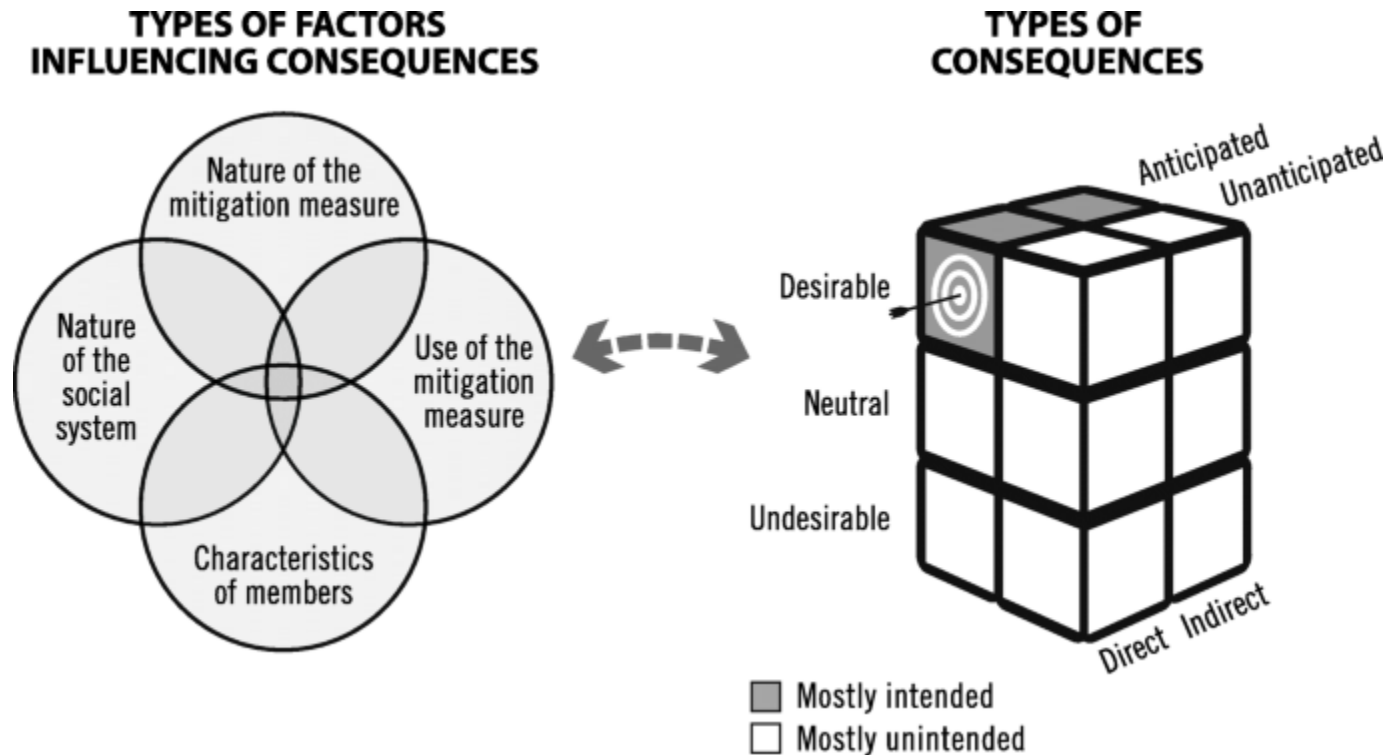 TYPES OF FACTORS
INFLUENCING CONSEQUENCES
Nature of the
mitigation measure
Nature
of the
social
system
Use of the
mitigation
measure
Characteristics
of members
TYPES OF
CONSEQUENCES
Anticipated
Unanticipated
Desirable
Neutral
Undesirable
Direct
Indirect
Mostly intended
Mostly unintended